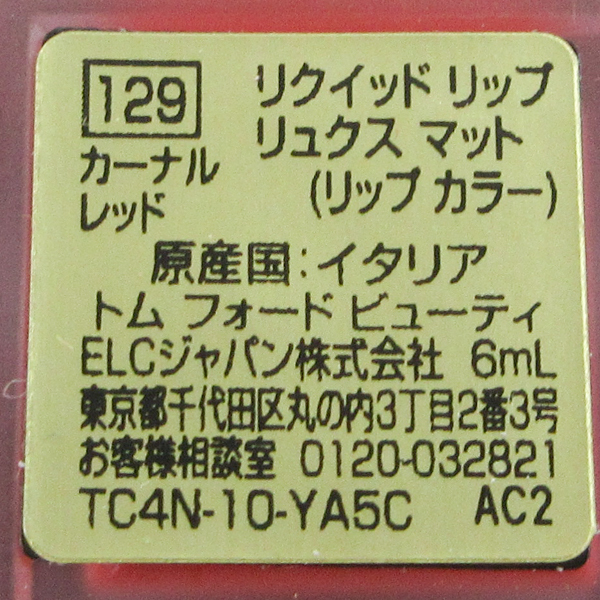 129 リクイッド リップ
リュクス マット
カーナル
レッド (リップ カラー)
原産国:イタリア
トム フォード ビューティ
ELCジャパン株式会社 6mL
東京都千代田区丸の内3丁目2番3号
お客様相談室 0120-032821
TC4N-10-YA5C AC2